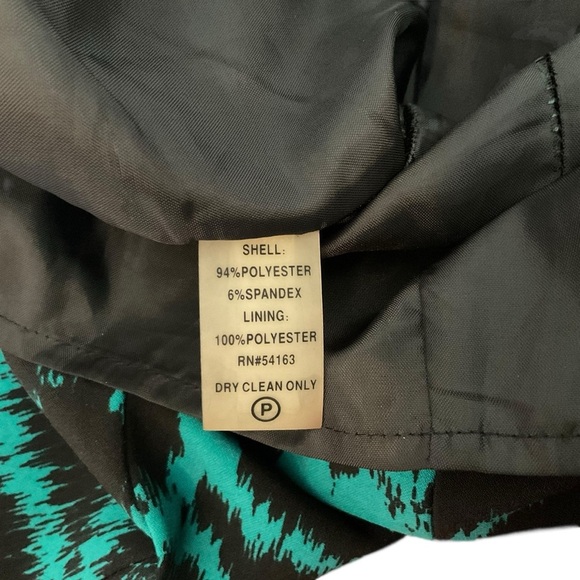 SHELL:
94%POLYESTER
6%SPANDEX
LINING:
100%POLYESTER
RN#54163
DRY CLEAN ONLY
P